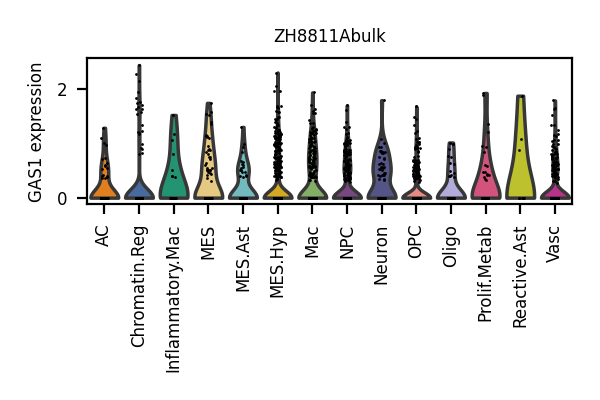 ZH8811Abulk
GAS1 expression
2
0
AC
Chromatin.Reg
Inflammatory.Mac
MES
MES.Ast
MES.Hyp
Mac
NPC
Neuron
OPC
Oligo
Prolif.Metab
Reactive.Ast
Vasc